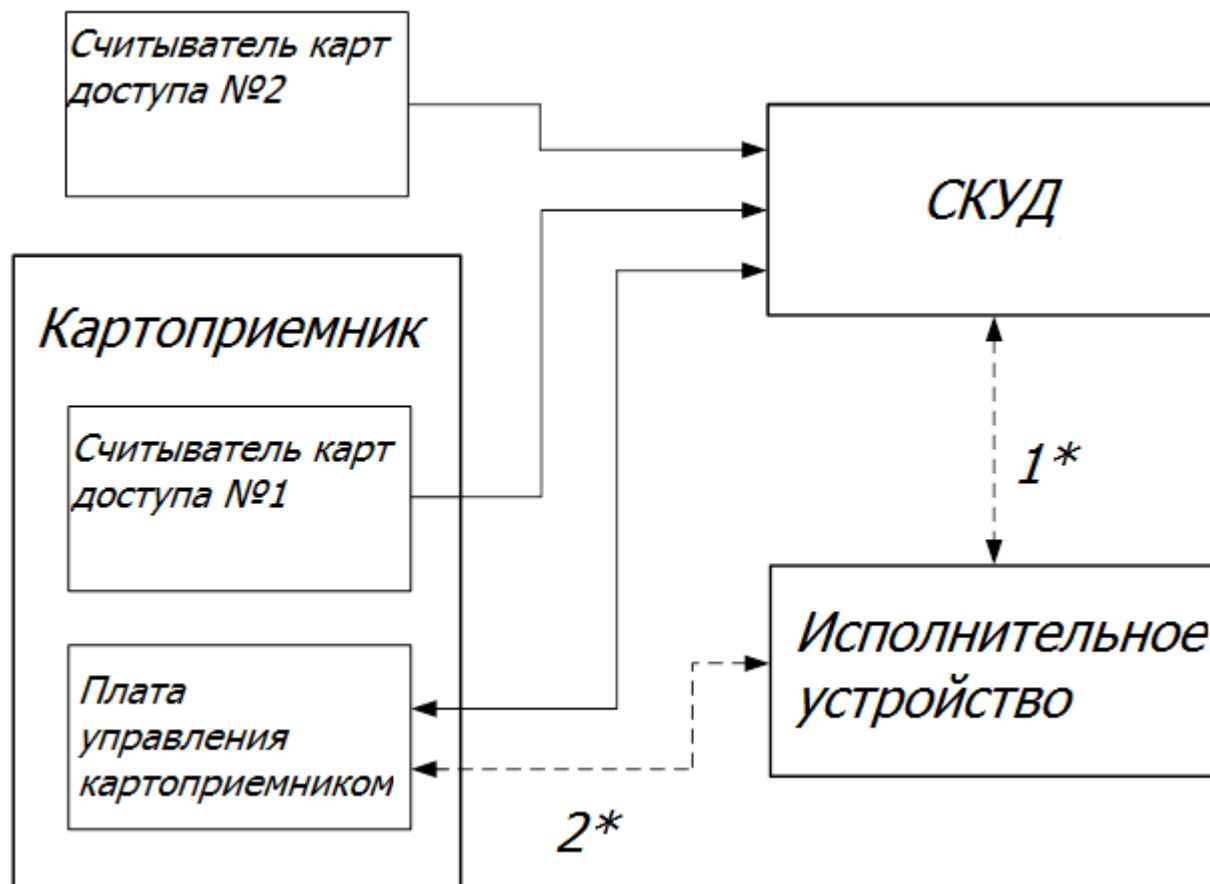 Считыватель карт
доступа №2
СКУД
Картоприемник
Считыватель карт
доступа №1
1*
Исполнительное
устройство
Плата
управления
картоприемником
2*